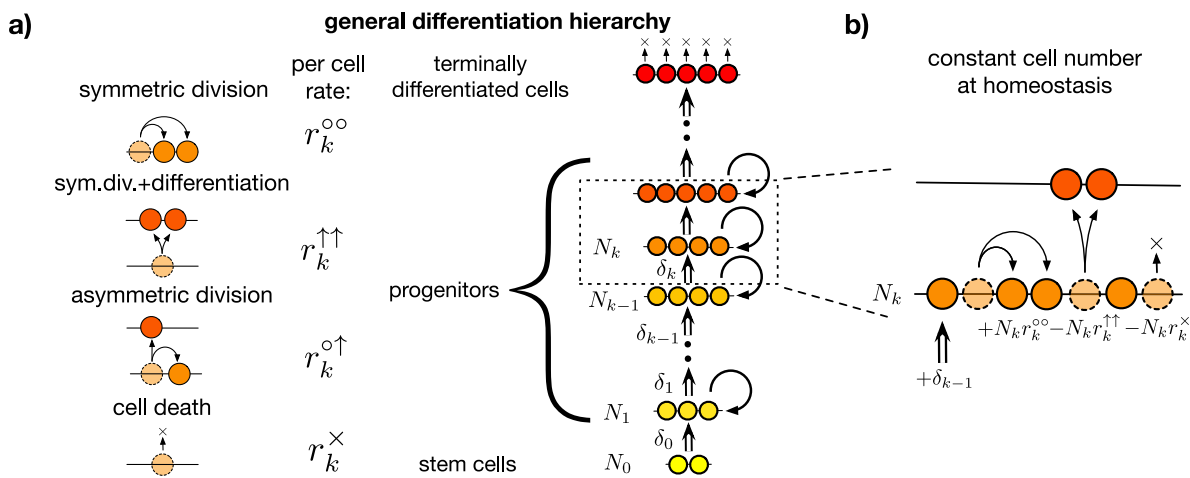 a)
general differentiation hierarchy
per cell
rate:
terminally
differentiated cells
symmetric division
r_k^{○○}
sym.div.+differentiation
r_k^{↑↑}
asymmetric division
r_k^{○↑}
cell death
×
r_k^×
× × × × ×
progenitors
stem cells
N_k
δ_k
N_{k−1}
δ_{k−1}
δ_1
N_1
δ_0
N_0
b)
constant cell number
at homeostasis
×
N_k
+N_k r_k^{○○} −N_k r_k^{↑↑} −N_k r_k^×
+δ_{k−1}